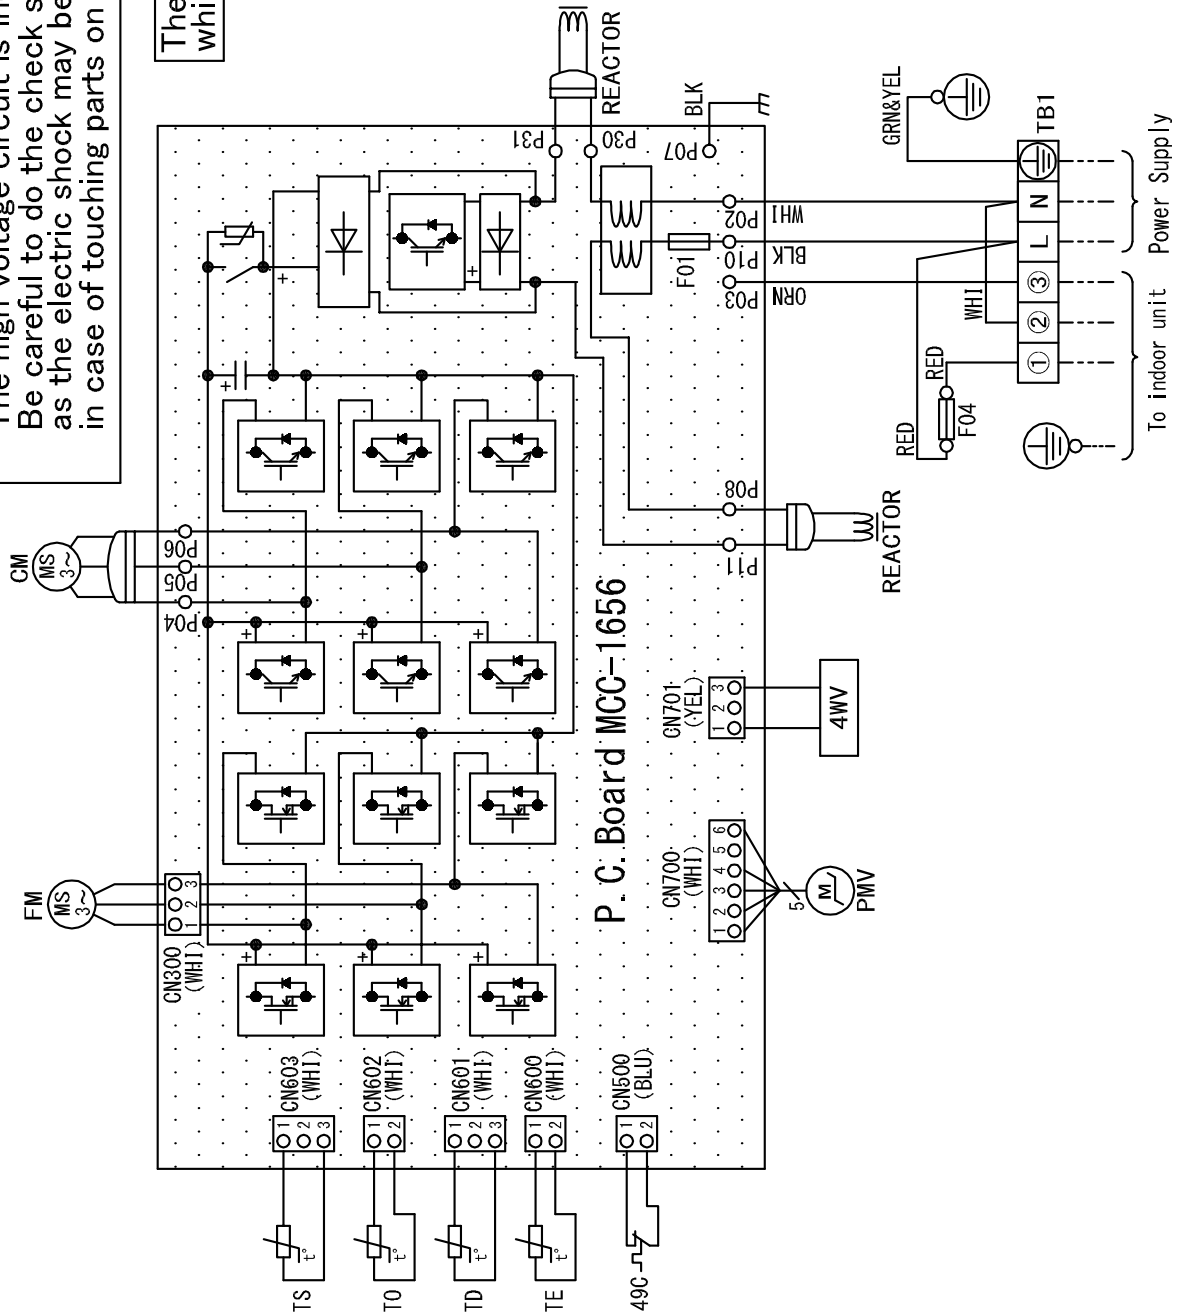 The High voltage circuit is in
Be careful to do the check s
as the electric shock may be
in case of touching parts on
The
whi
REACTOR
P31
P30
P07
BLK
GRN&YEL
TB1
Power Supply
P02
WHI
P10
BLK
P03
ORN
F01
N
L
③
②
①
WHI
RED
RED
F04
To indoor unit
CM
MS
3~
P06
P05
P04
P08
P11
REACTOR
P. C. Board MCC-1656
CN701
(YEL)
1 2 3
4WV
FM
MS
3~
CN300
(WHI)
1 2 3
CN700
(WHI)
1 2 3 4 5 6
5
M
PMV
CN603
(WHI)
1 2 3
CN602
(WHI)
1 2
CN601
(WHI)
1 2 3
CN600
(WHI)
1 2
CN500
(BLU)
1 2
TS
t°
TO
t°
TD
t°
TE
t°
49C
+
+
+
+
+
+
+
+
+